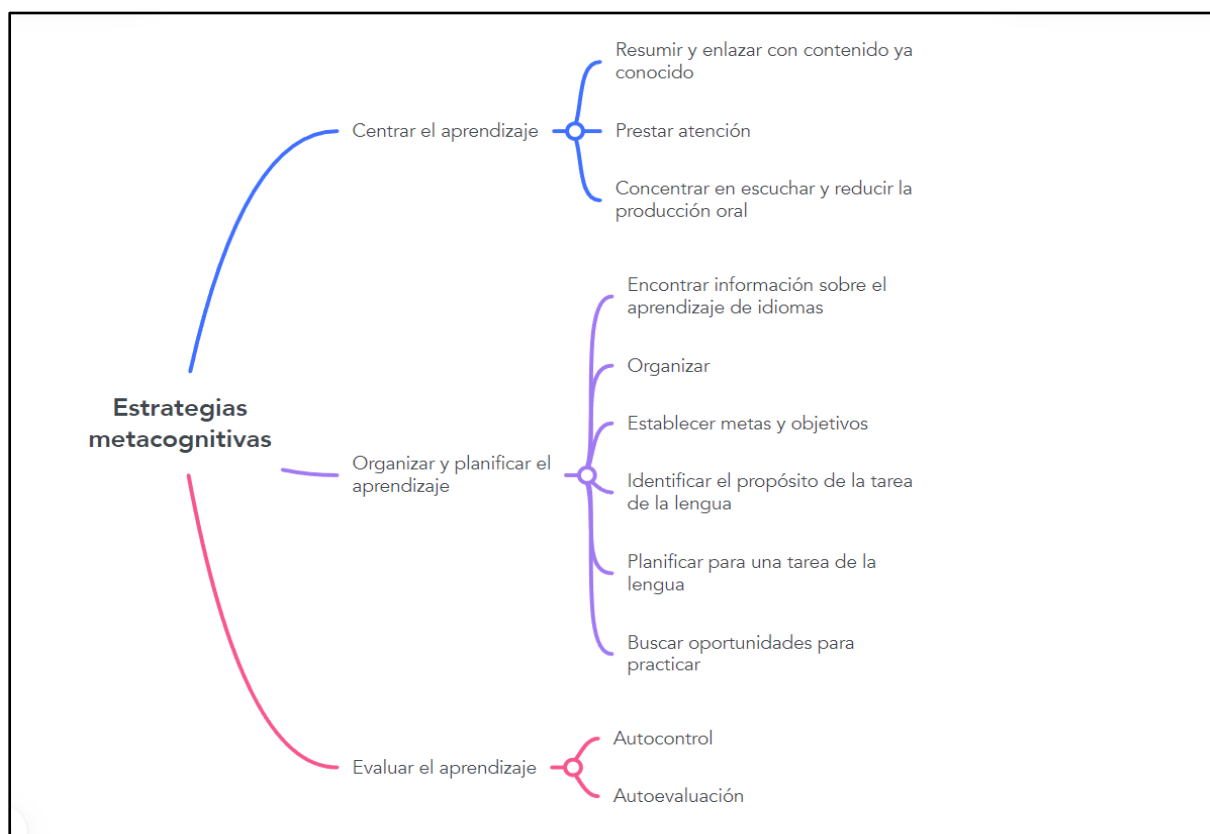 Estrategias
metacognitivas
Centrar el aprendizaje
Resumir y enlazar con contenido ya
conocido
Prestar atención
Concentrar en escuchar y reducir la
producción oral
Organizar y planificar el
aprendizaje
Encontrar información sobre el
aprendizaje de idiomas
Organizar
Establecer metas y objetivos
Identificar el propósito de la tarea
de la lengua
Planificar para una tarea de la
lengua
Buscar oportunidades para
practicar
Evaluar el aprendizaje
Autocontrol
Autoevaluación